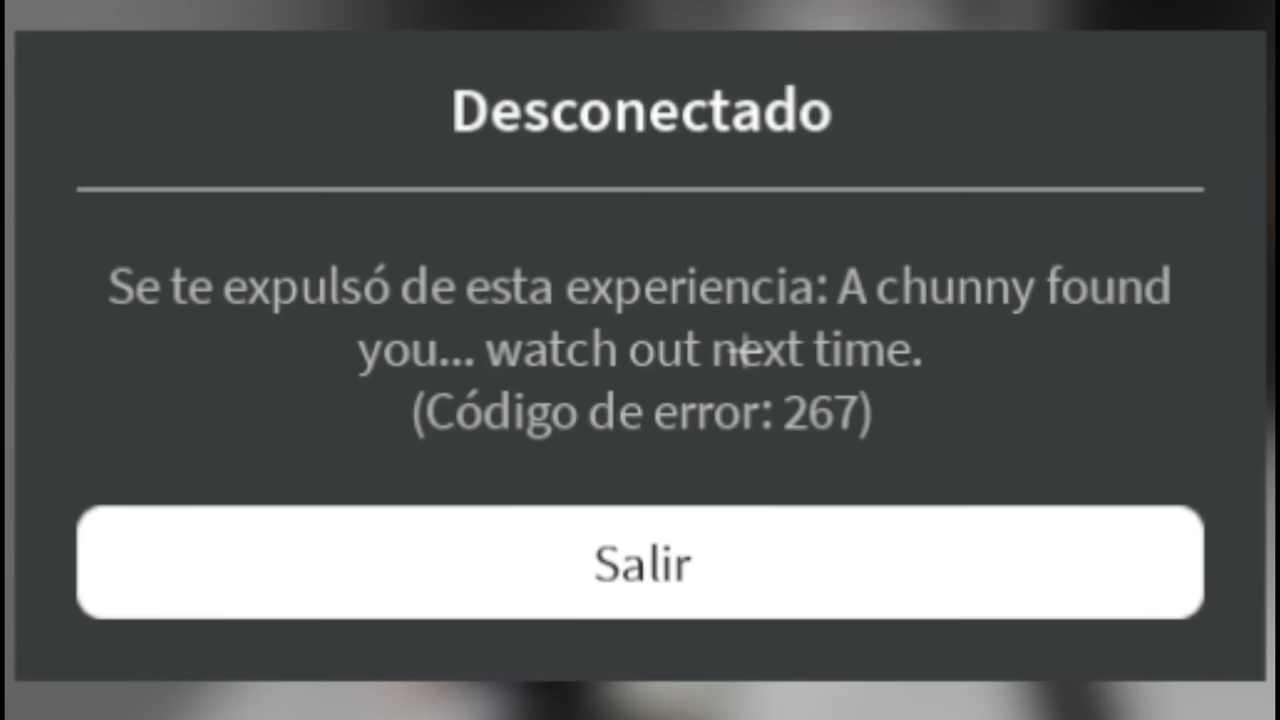 Desconectado
Se te expulsó de esta experiencia: A chunny found
you... watch out next time.
(Código de error: 267)
Salir